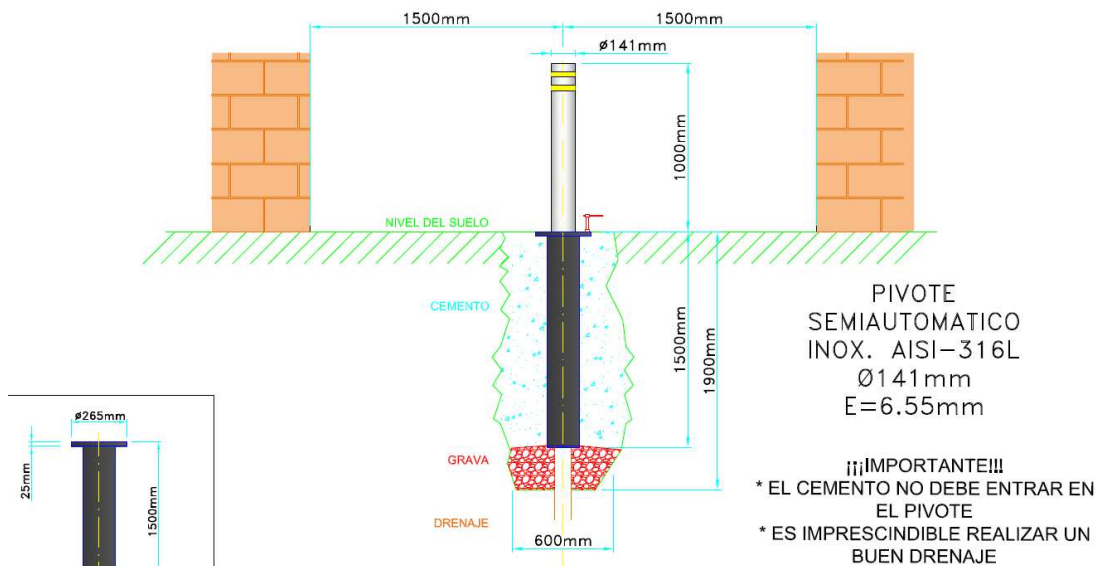 1500mm
1500mm
Ø141mm
1000mm
NIVEL DEL SUELO
CEMENTO
1500mm
1900mm
PIVOTE
SEMIAUTOMATICO
INOX. AISI-316L
Ø141mm
E=6.55mm
Ø265mm
25mm
1500mm
GRAVA
DRENAJE
600mm
¡¡¡IMPORTANTE!!!
* EL CEMENTO NO DEBE ENTRAR EN
EL PIVOTE
* ES IMPRESCINDIBLE REALIZAR UN
BUEN DRENAJE